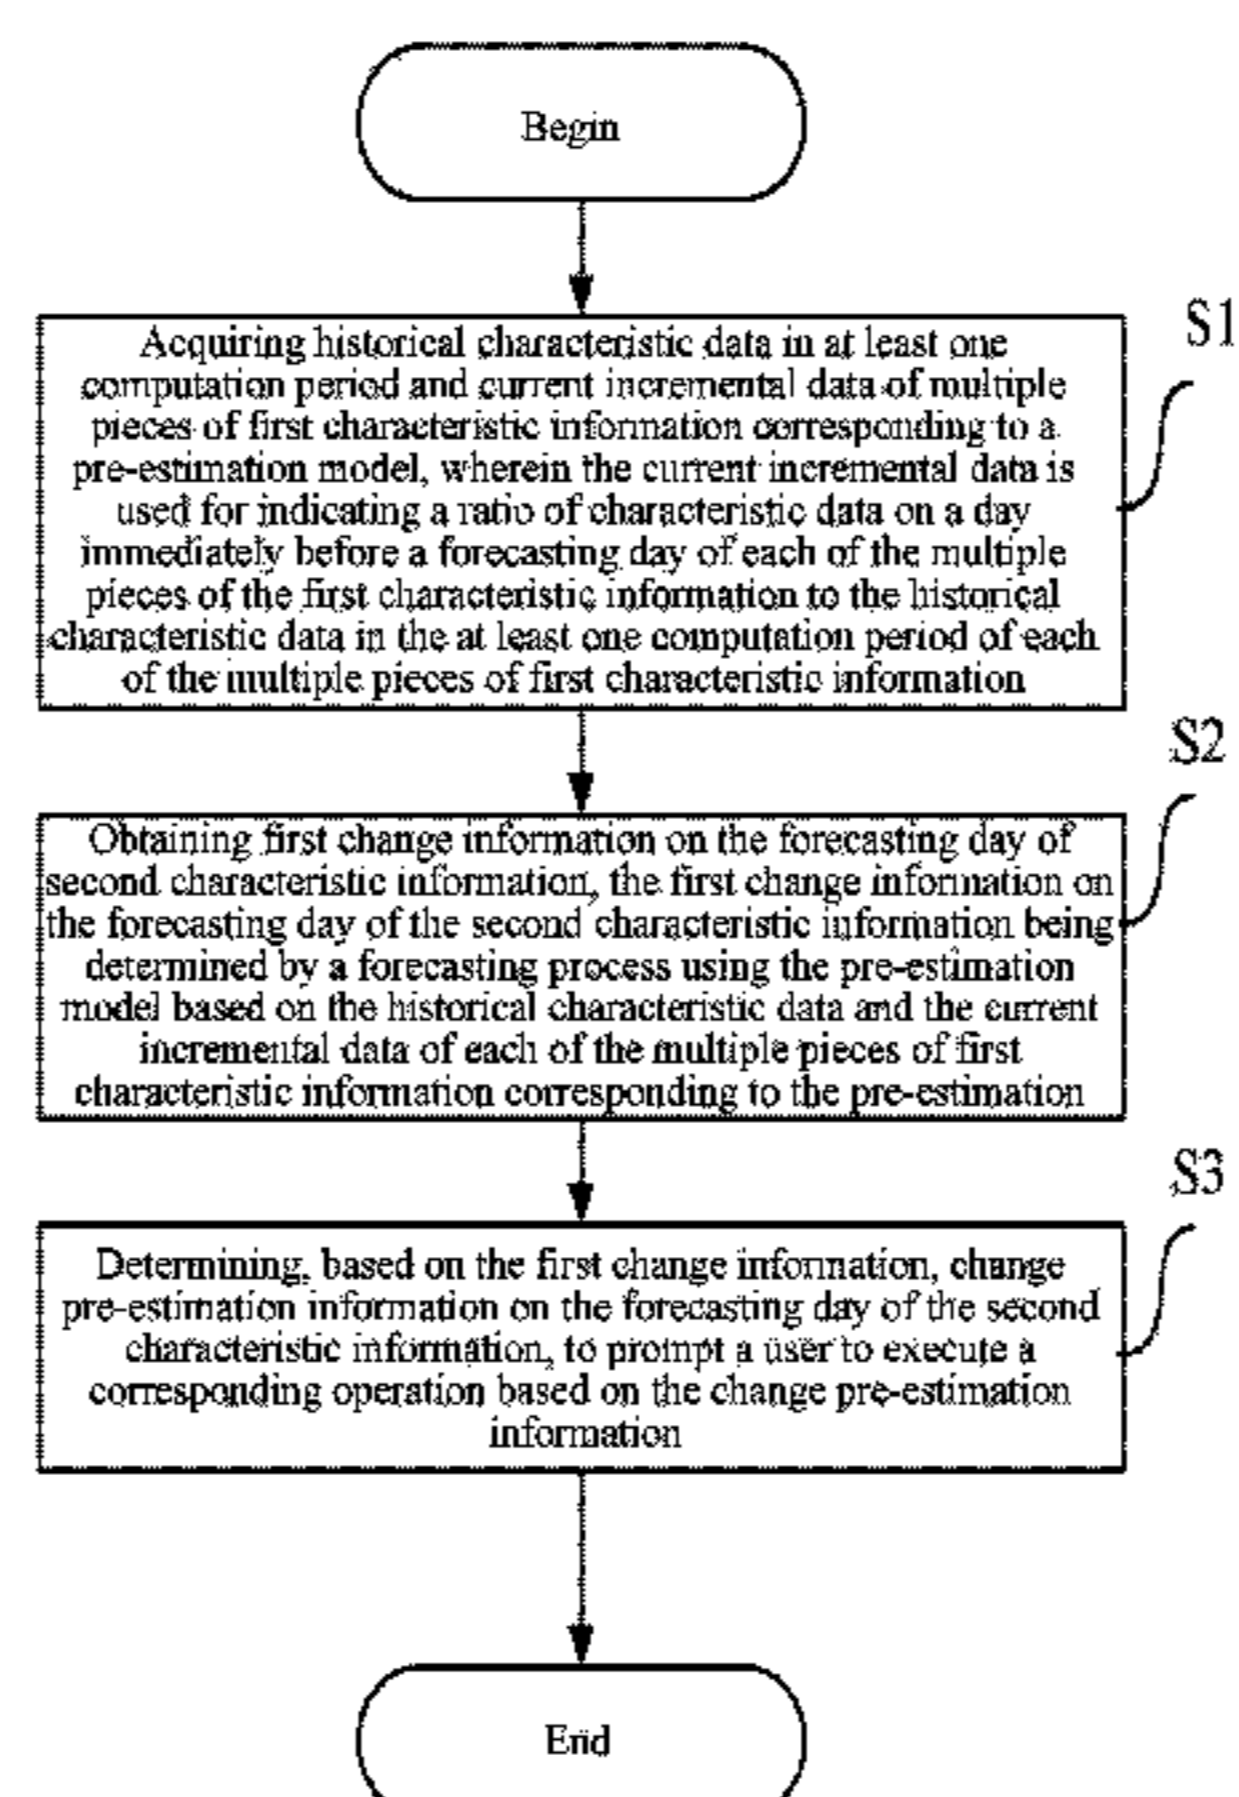 Begin
S1
Acquiring historical characteristic data in at least one
computation period and current incremental data of multiple
pieces of first characteristic information corresponding to a
pre-estimation model, wherein the current incremental data is
used for indicating a ratio of characteristic data on a day
immediately before a forecasting day of each of the multiple
pieces of the first characteristic information to the historical
characteristic data in the at least one computation period of each
of the multiple pieces of first characteristic information
S2
Obtaining first change information on the forecasting day of
second characteristic information, the first change information on
the forecasting day of the second characteristic information being
determined by a forecasting process using the pre-estimation
model based on the historical characteristic data and the current
incremental data of each of the multiple pieces of first
characteristic information corresponding to the pre-estimation
S3
Determining, based on the first change information, change
pre-estimation information on the forecasting day of the second
characteristic information, to prompt a user to execute a
corresponding operation based on the change pre-estimation
information
End